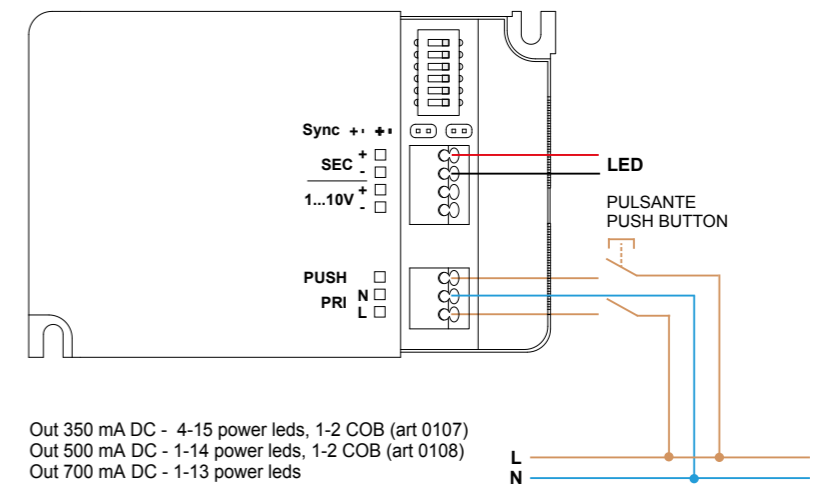 Sync + - + -
SEC + -
1...10V + -
LED
PULSANTE
PUSH BUTTON
PUSH
PRI N
L
Out 350 mA DC - 4-15 power leds, 1-2 COB (art 0107)
Out 500 mA DC - 1-14 power leds, 1-2 COB (art 0108)
Out 700 mA DC - 1-13 power leds
L
N